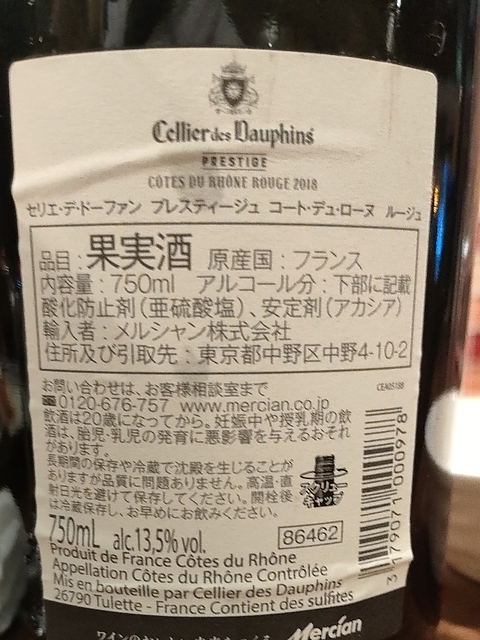 Cellier des Dauphins
PRESTIGE
CÔTES DU RHÔNE ROUGE 2018
セリエ・デ・ドーファン プレスティージュ コート・デュ・ローヌ ルージュ
品目：果実酒 原産国：フランス
内容量：750ml アルコール分：下部に記載
酸化防止剤（亜硫酸塩）、安定剤（アカシア）
輸入者：メルシャン株式会社
住所及び引取先：東京都中野区中野4-10-2
お問い合わせは、お客様相談室まで
☎0120-676-757 www.mercian.co.jp
飲酒は20歳になってから。妊娠中や授乳期の飲
酒は、胎児・乳児の発育に悪影響を与えるおそれ
があります。
長期間の保存や冷蔵で沈殿を生じることが
ありますが品質に問題ありません。高温・直
射日光を避けて保存してください。開栓後
は冷蔵保存し、お早めにお飲みください。
CEA05188
3 179071 000978
750mL alc.13,5% vol.
86462
Produit de France Côtes du Rhône
Appellation Côtes du Rhône Contrôlée
Mis en bouteille par Cellier des Dauphins
26790 Tulette - France Contient des sulfites
Mercian